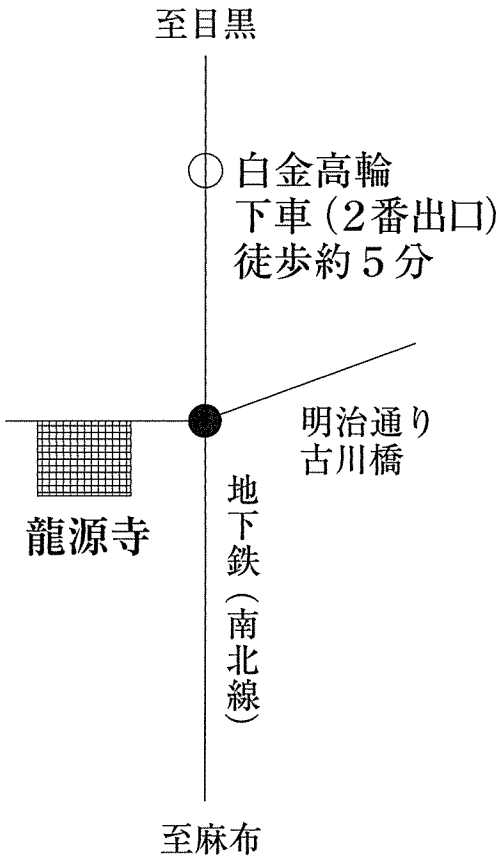 至目黒
白金高輪
下車(2番出口)
徒歩約5分
明治通り
古川橋
龍源寺
地下鉄(南北線)
至麻布